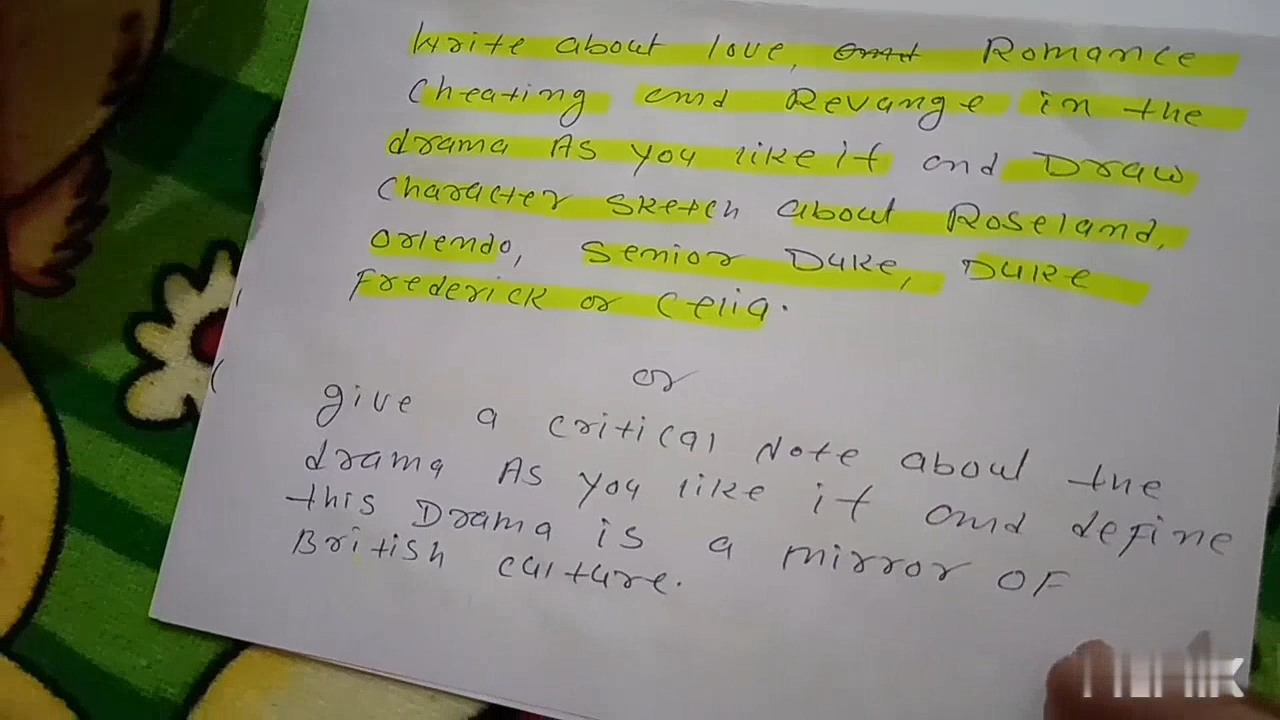 Write about love, and Romance
Cheating and Revange in the
drama As you like it and Draw
Character Sketch about Roseland,
Orlendo, Senior Duke, Duke
Frederick or Celia.
or
give a critical Note about the
drama As you like it and define
this Drama is a mirror OF
British culture.